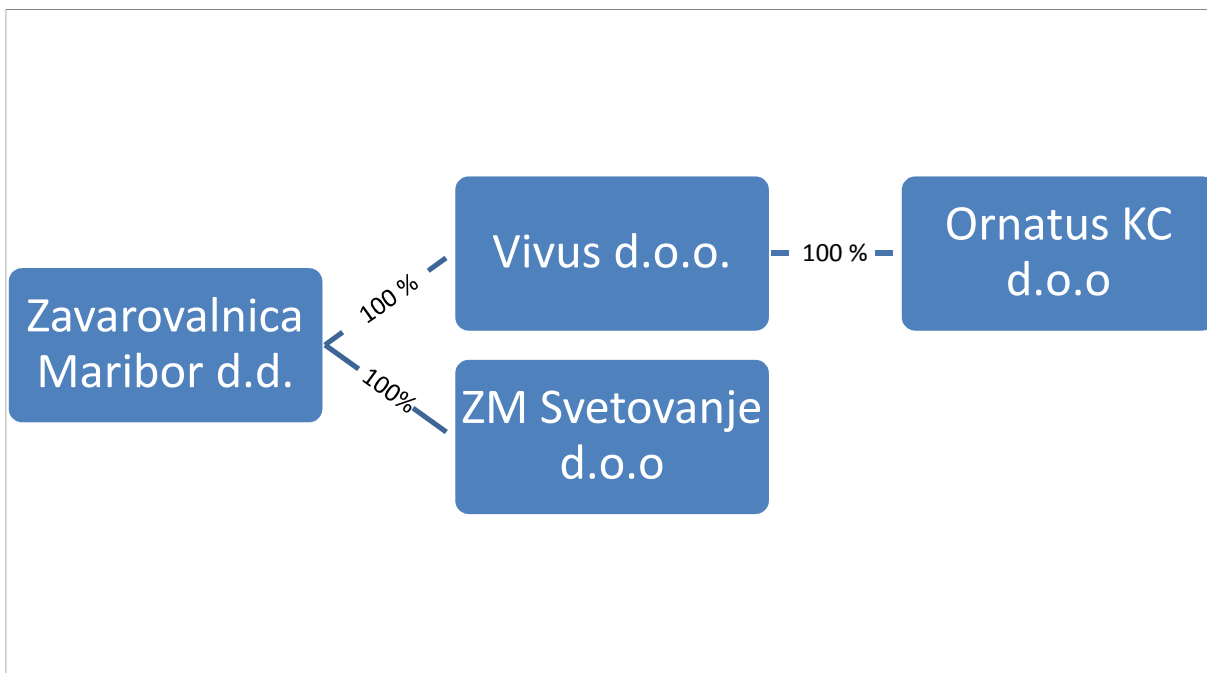 Zavarovalnica
Maribor d.d.
100 %
Vivus d.o.o.
100 %
Ornatus KC
d.o.o
100%
ZM Svetovanje
d.o.o